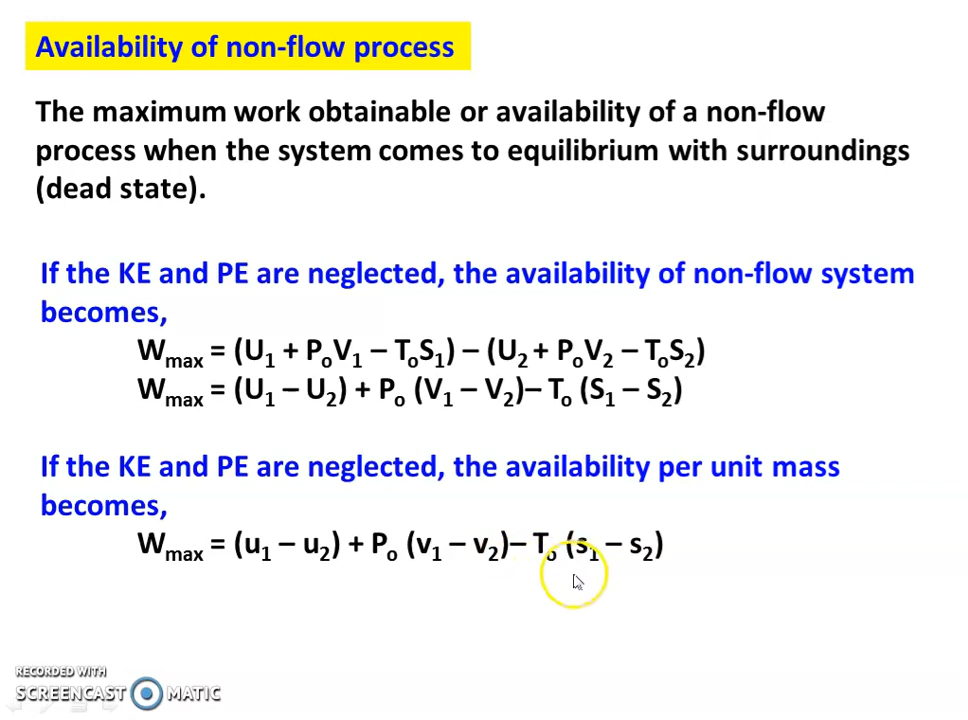 Availability of non-flow process
The maximum work obtainable or availability of a non-flow
process when the system comes to equilibrium with surroundings
(dead state).
If the KE and PE are neglected, the availability of non-flow system
becomes,
Wmax = (U1 + PoV1 – ToS1) – (U2 + PoV2 – ToS2)
Wmax = (U1 – U2) + Po (V1 – V2)– To (S1 – S2)
If the KE and PE are neglected, the availability per unit mass
becomes,
Wmax = (u1 – u2) + Po (v1 – v2)– To (s1 – s2)
RECORDED WITH
SCREENCAST MATIC